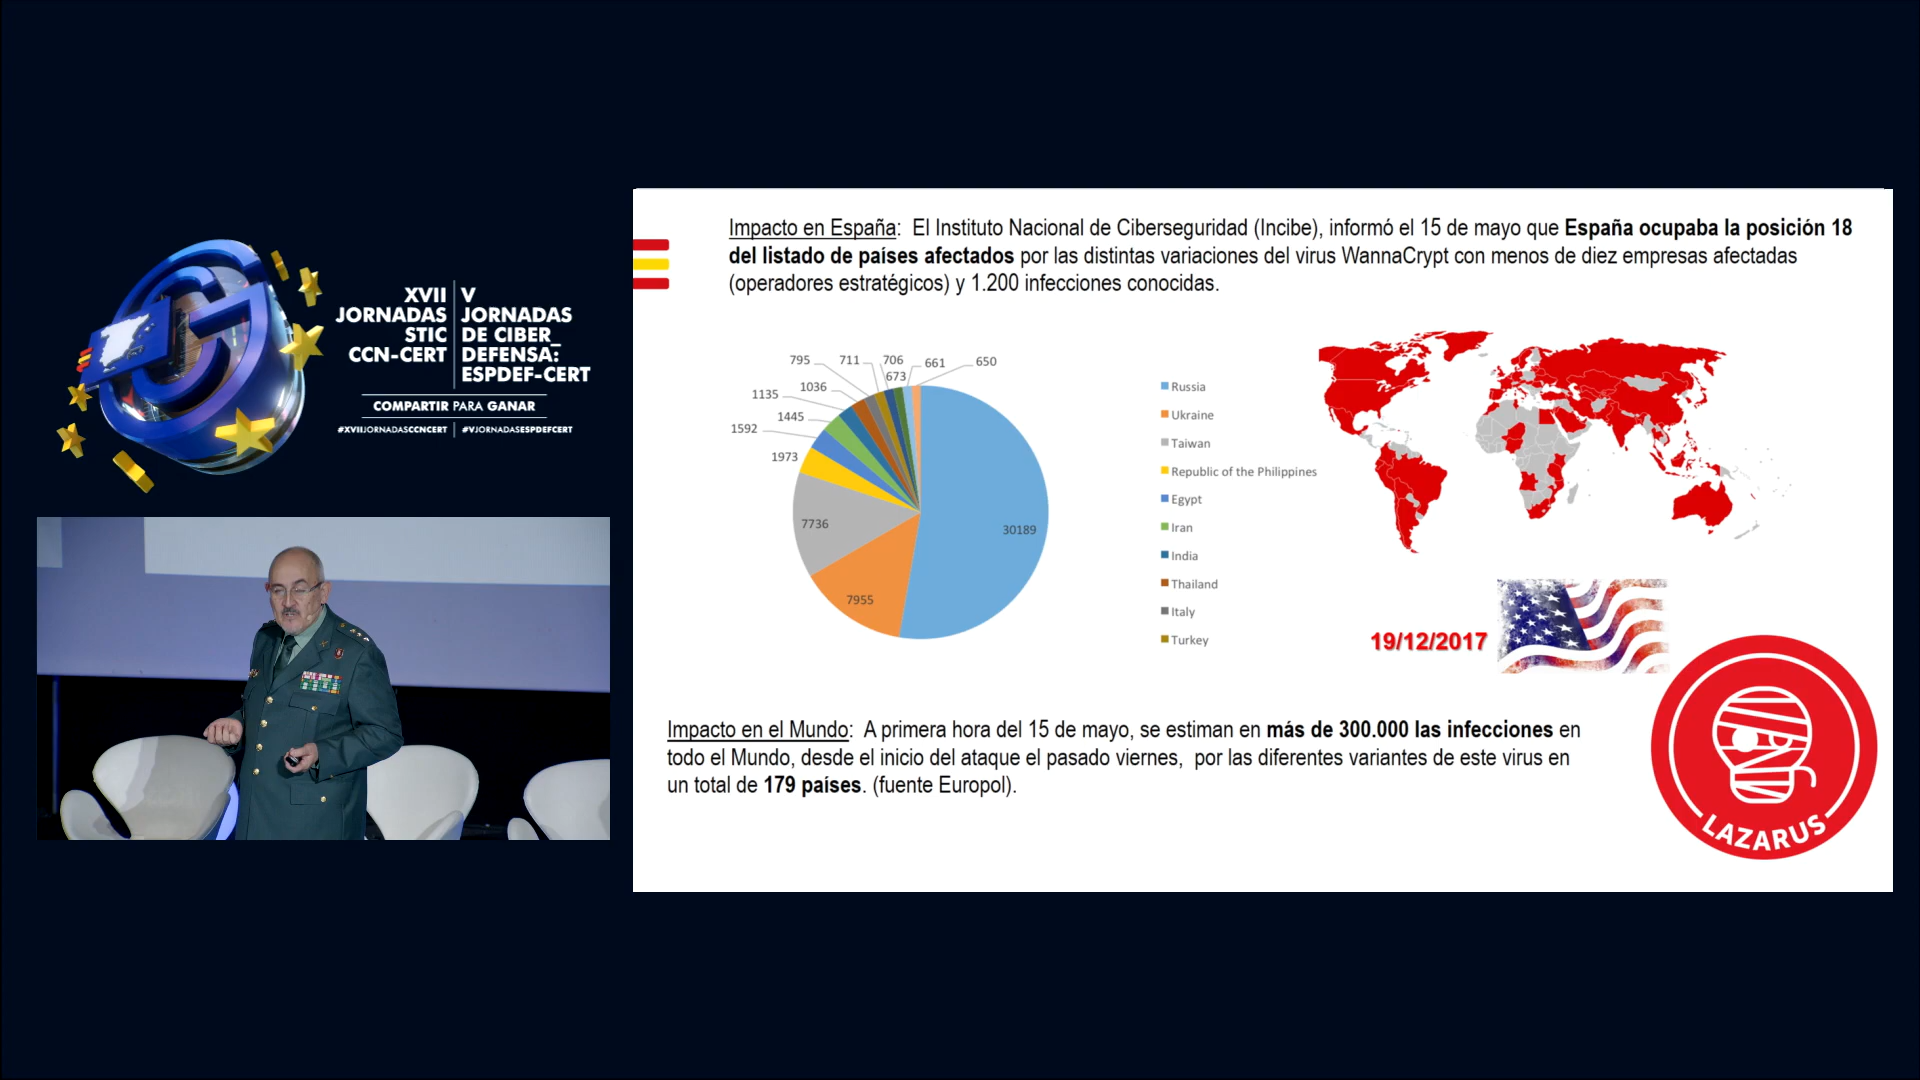 XVII
JORNADAS
STIC
CCN-CERT
V
JORNADAS
DE CIBER_
DEFENSA:
ESPDEF-CERT
COMPARTIR PARA GANAR
#XVIIJORNADASCCNCERT
#VJORNADASESPDEFCERT
Impacto en España: El Instituto Nacional de Ciberseguridad (Incibe), informó el 15 de mayo que España ocupaba la posición 18
del listado de países afectados por las distintas variaciones del virus WannaCrypt con menos de diez empresas afectadas
(operadores estratégicos) y 1.200 infecciones conocidas.
795
711
706
673
661
650
1036
1135
1445
1592
1973
7736
7955
30189
Russia
Ukraine
Taiwan
Republic of the Philippines
Egypt
Iran
India
Thailand
Italy
Turkey
19/12/2017
Impacto en el Mundo: A primera hora del 15 de mayo, se estiman en más de 300.000 las infecciones en
todo el Mundo, desde el inicio del ataque el pasado viernes, por las diferentes variantes de este virus en
un total de 179 países. (fuente Europol).
LAZARUS